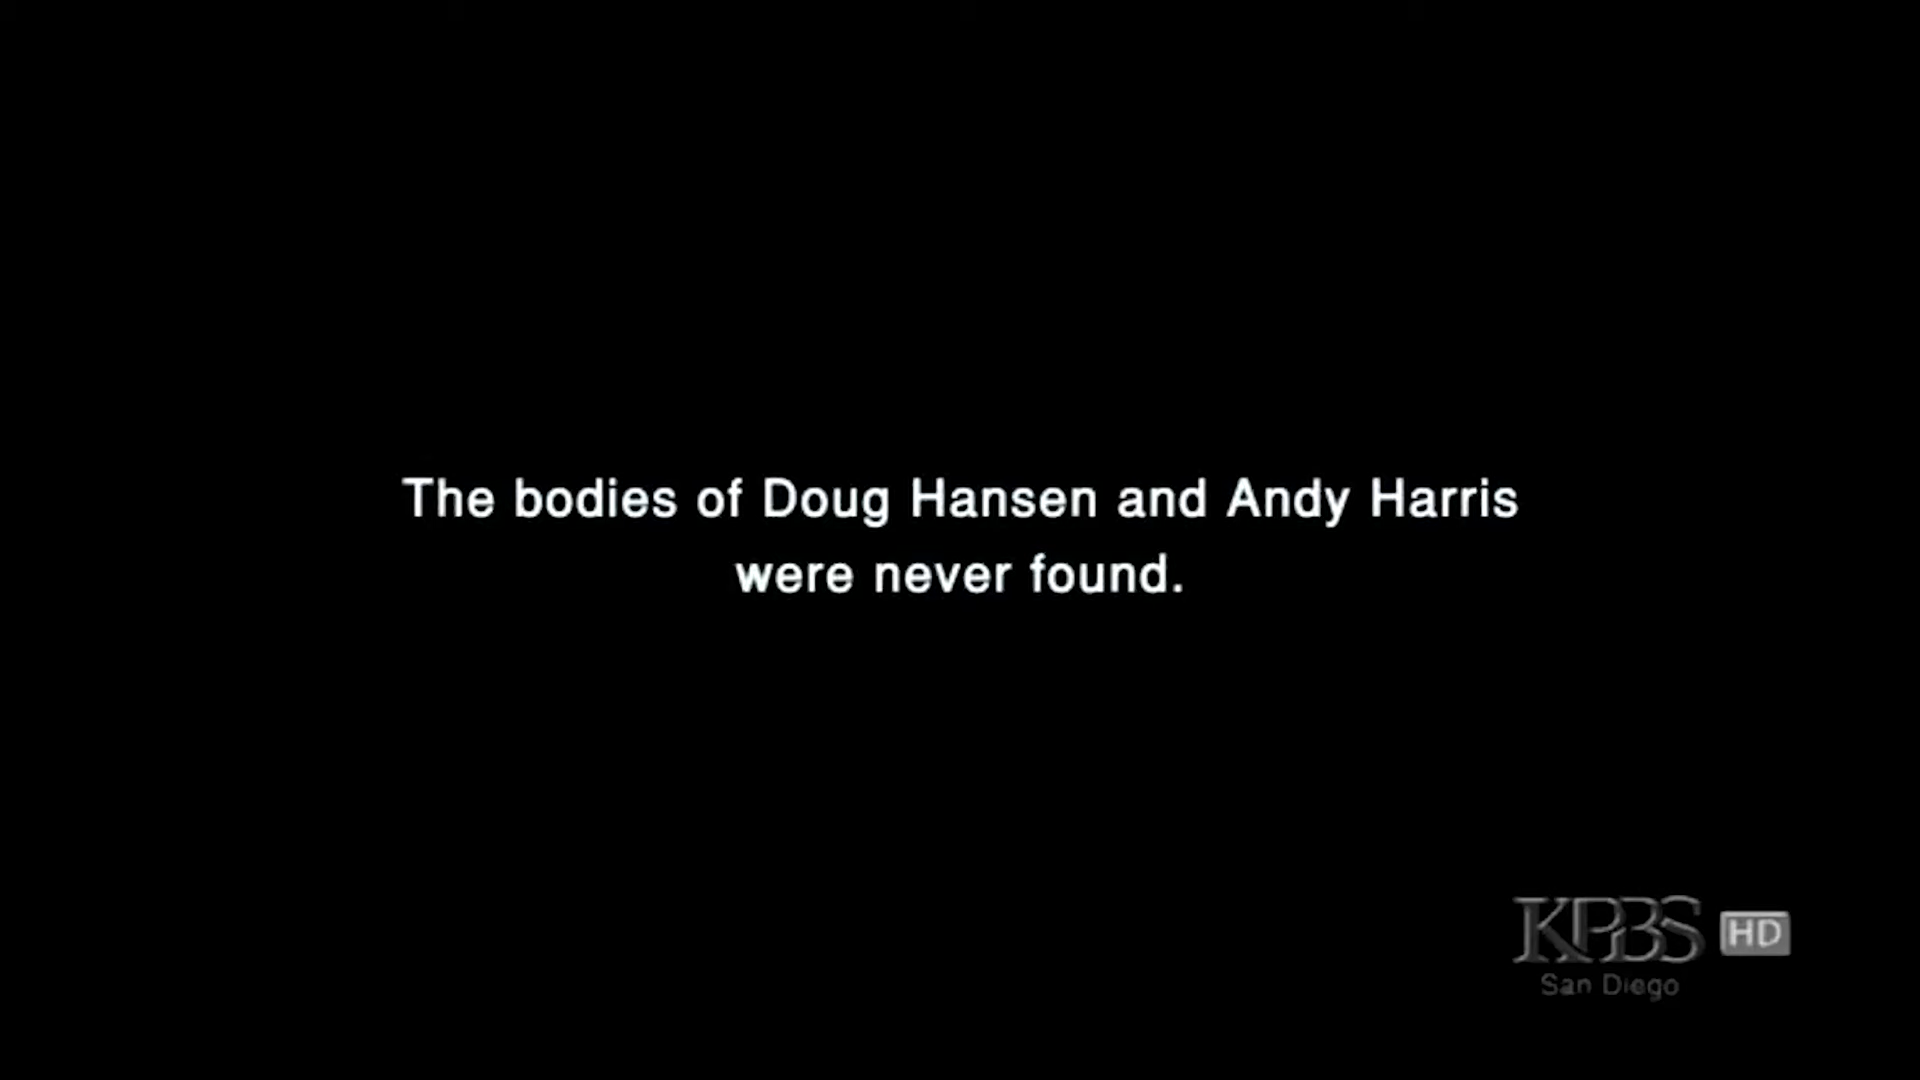 The bodies of Doug Hansen and Andy Harris
were never found.
KPBS HD
San Diego